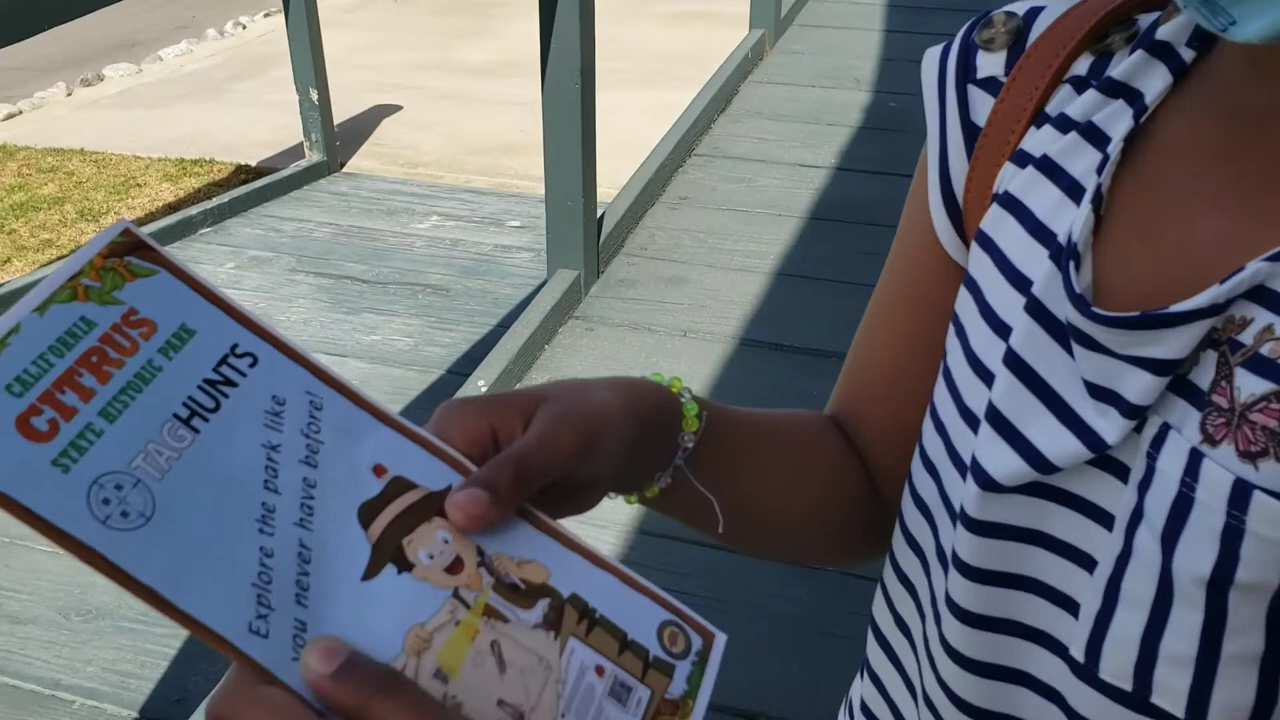 CALIFORNIA
CITRUS
STATE HISTORIC PARK
TAGHUNTS
Explore the park like
you never have before!